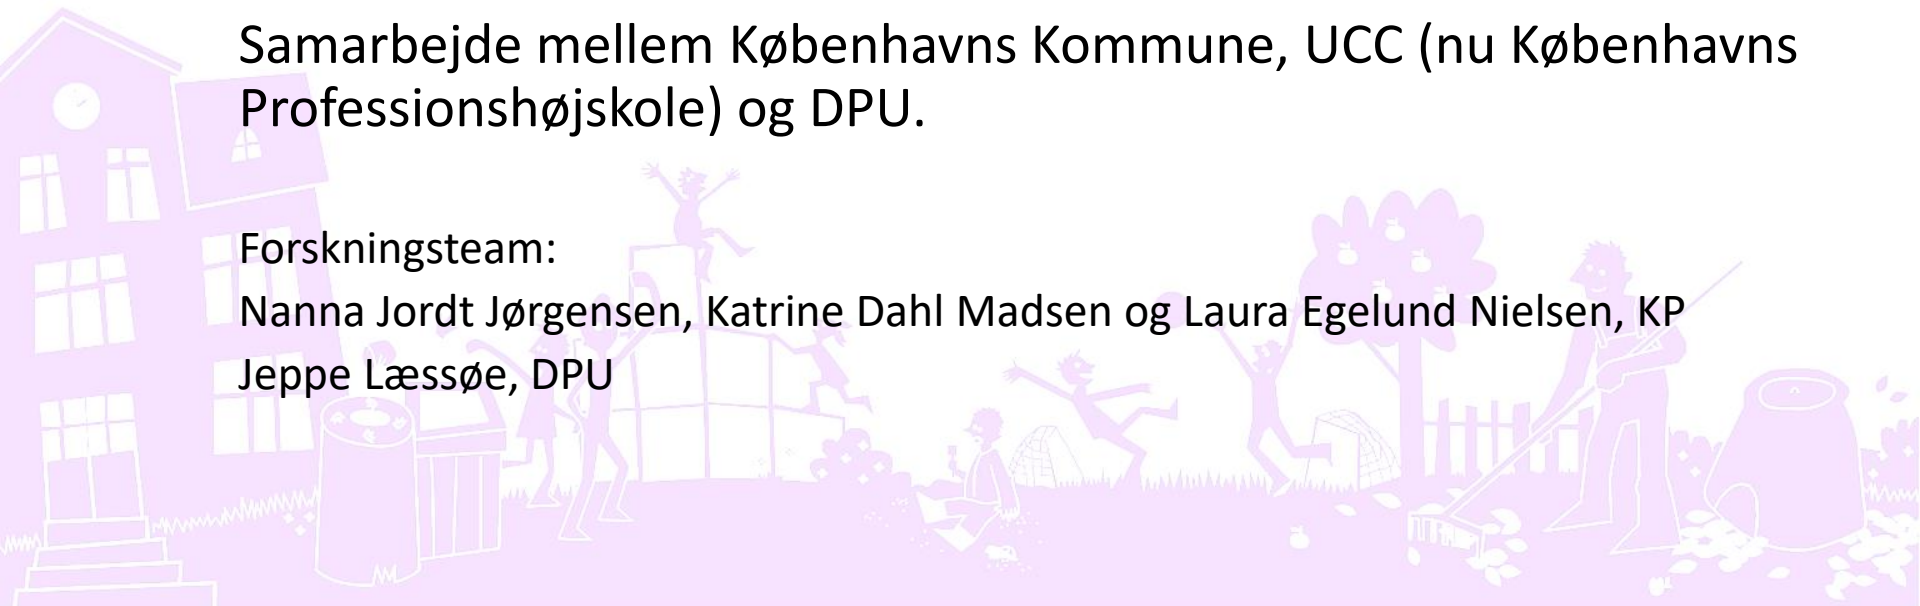 Samarbejde mellem Københavns Kommune, UCC (nu Københavns
Professionshøjskole) og DPU.
Forskningsteam:
Nanna Jordt Jørgensen, Katrine Dahl Madsen og Laura Egelund Nielsen, KP
Jeppe Læssøe, DPU